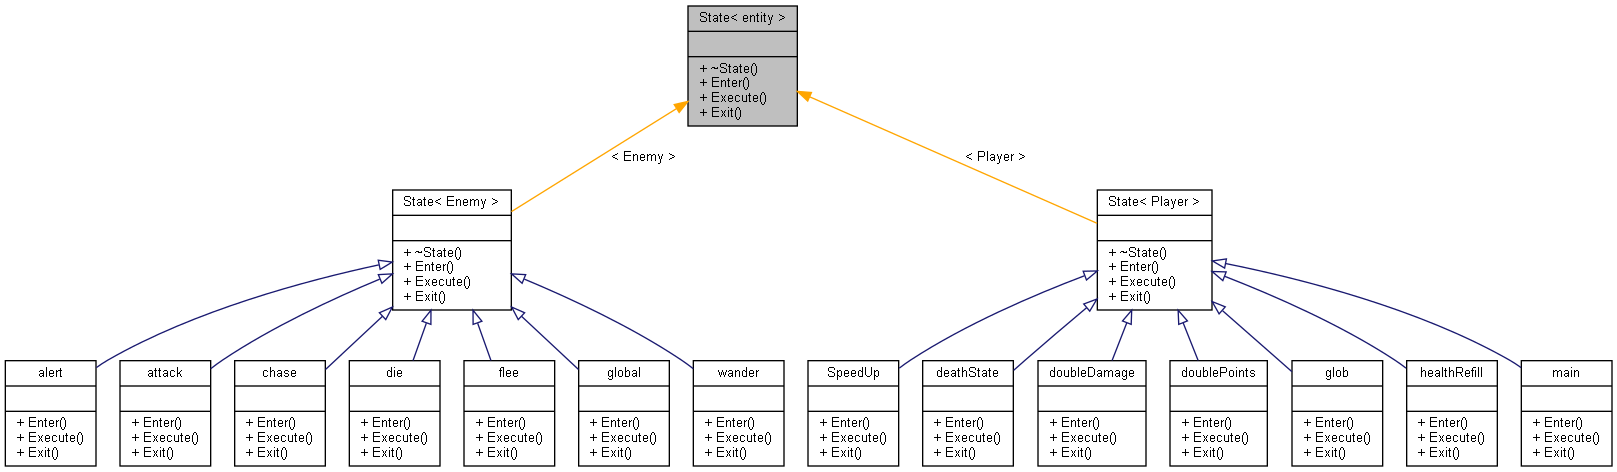 State< entity >
+ ~State()
+ Enter()
+ Execute()
+ Exit()
< Enemy >
< Player >
State< Enemy >
+ ~State()
+ Enter()
+ Execute()
+ Exit()
State< Player >
+ ~State()
+ Enter()
+ Execute()
+ Exit()
alert
+ Enter()
+ Execute()
+ Exit()
attack
+ Enter()
+ Execute()
+ Exit()
chase
+ Enter()
+ Execute()
+ Exit()
die
+ Enter()
+ Execute()
+ Exit()
flee
+ Enter()
+ Execute()
+ Exit()
global
+ Enter()
+ Execute()
+ Exit()
wander
+ Enter()
+ Execute()
+ Exit()
SpeedUp
+ Enter()
+ Execute()
+ Exit()
deathState
+ Enter()
+ Execute()
+ Exit()
doubleDamage
+ Enter()
+ Execute()
+ Exit()
doublePoints
+ Enter()
+ Execute()
+ Exit()
glob
+ Enter()
+ Execute()
+ Exit()
healthRefill
+ Enter()
+ Execute()
+ Exit()
main
+ Enter()
+ Execute()
+ Exit()